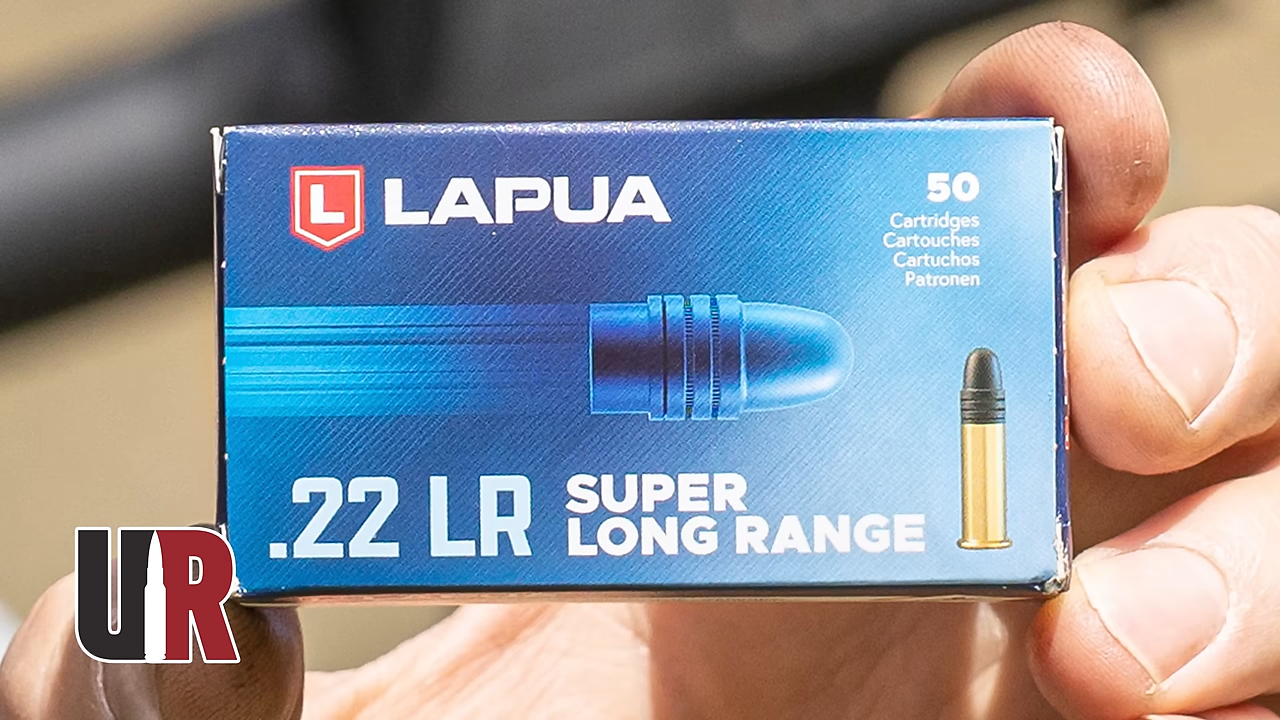 L LAPUA
50
Cartridges
Cartouches
Cartuchos
Patronen
.22 LR SUPER
LONG RANGE
UR